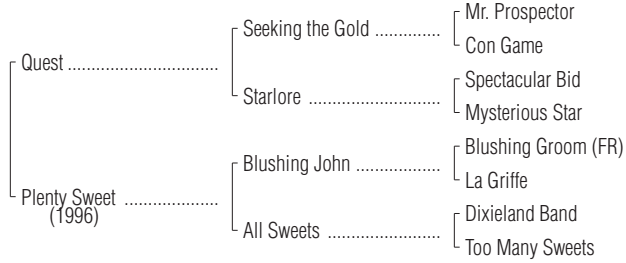 Mr. Prospector
Seeking the Gold ..............
Con Game
Quest ................................
Spectacular Bid
Starlore ............................
Mysterious Star
Blushing Groom (FR)
Blushing John ..................
La Griffe
Plenty Sweet ....................
(1996)
Dixieland Band
All Sweets ........................
Too Many Sweets